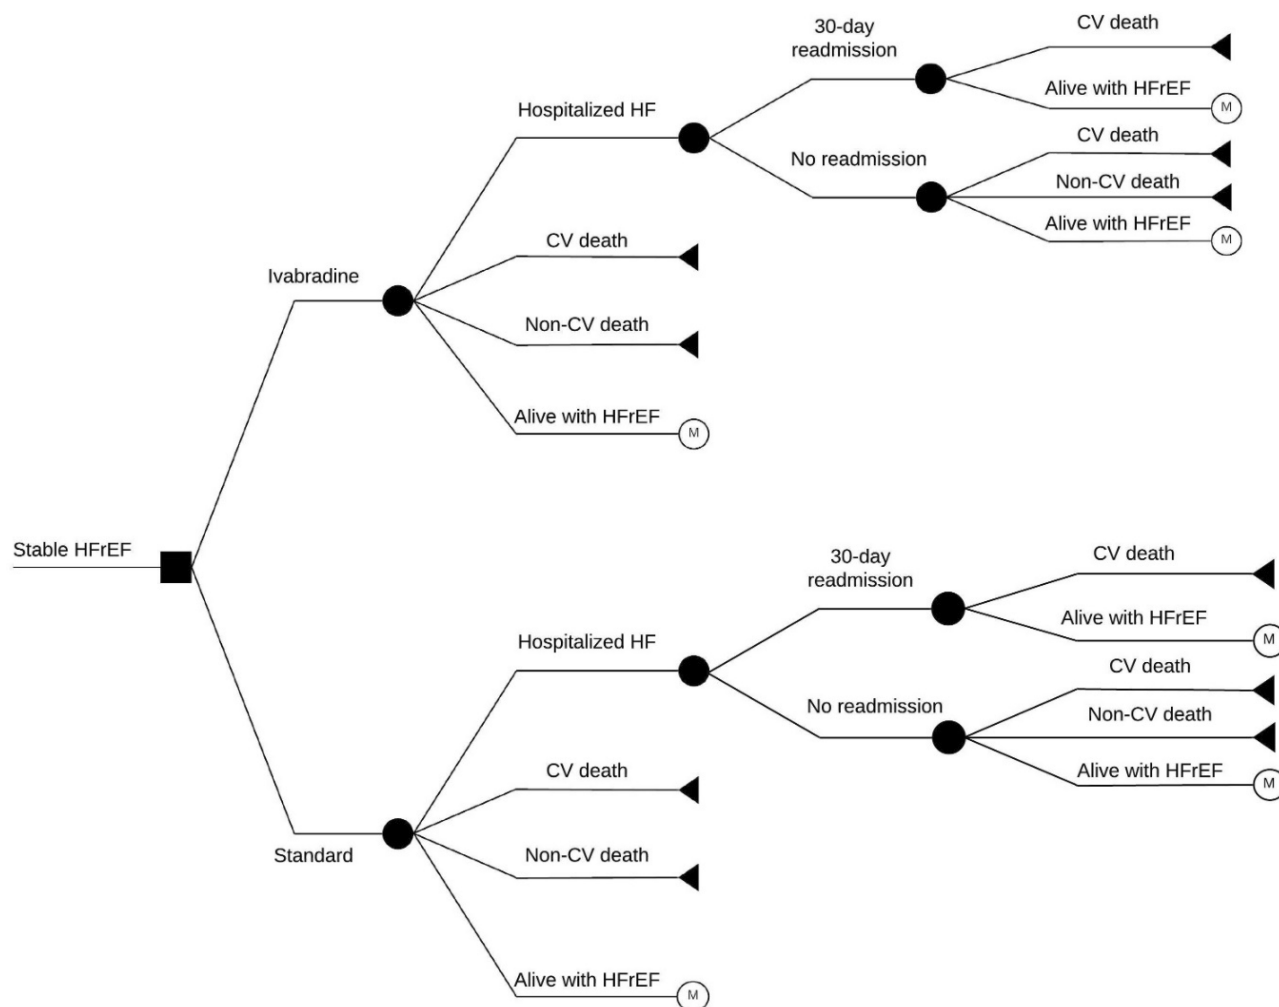 30-day
readmission
CV death
Alive with HFrEF
M
Hospitalized HF
No readmission
CV death
Non-CV death
Alive with HFrEF
M
Ivabradine
CV death
Non-CV death
Alive with HFrEF
M
Stable HFrEF
30-day
readmission
CV death
Alive with HFrEF
M
Hospitalized HF
No readmission
CV death
Non-CV death
Alive with HFrEF
M
Standard
CV death
Non-CV death
Alive with HFrEF
M